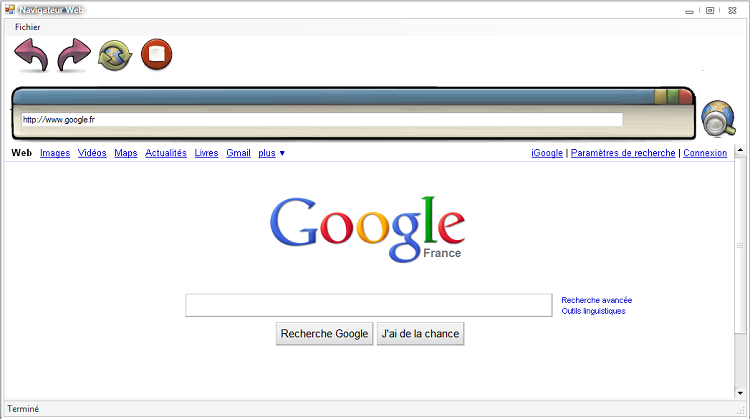 Navigateur Web
Fichier
http://www.google.fr
Web Images Vidéos Maps Actualités Livres Gmail plus ▼ iGoogle | Paramètres de recherche | Connexion
Google
France
Recherche avancée
Outils linguistiques
Recherche Google J'ai de la chance
Terminé